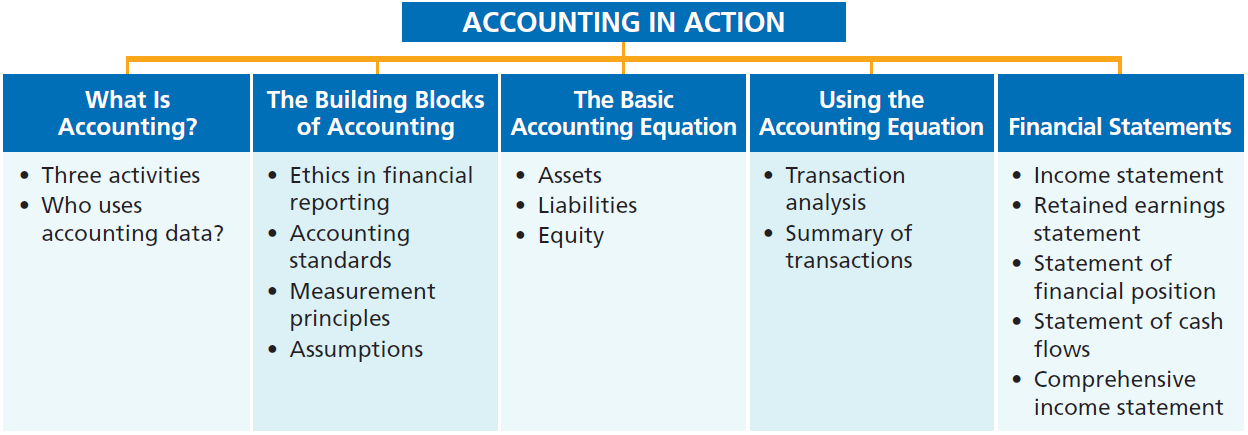 ACCOUNTING IN ACTION
What Is
Accounting?
• Three activities
• Who uses
accounting data?
The Building Blocks
of Accounting
• Ethics in financial
reporting
• Accounting
standards
• Measurement
principles
• Assumptions
The Basic
Accounting Equation
• Assets
• Liabilities
• Equity
Using the
Accounting Equation
• Transaction
analysis
• Summary of
transactions
Financial Statements
• Income statement
• Retained earnings
statement
• Statement of
financial position
• Statement of cash
flows
• Comprehensive
income statement